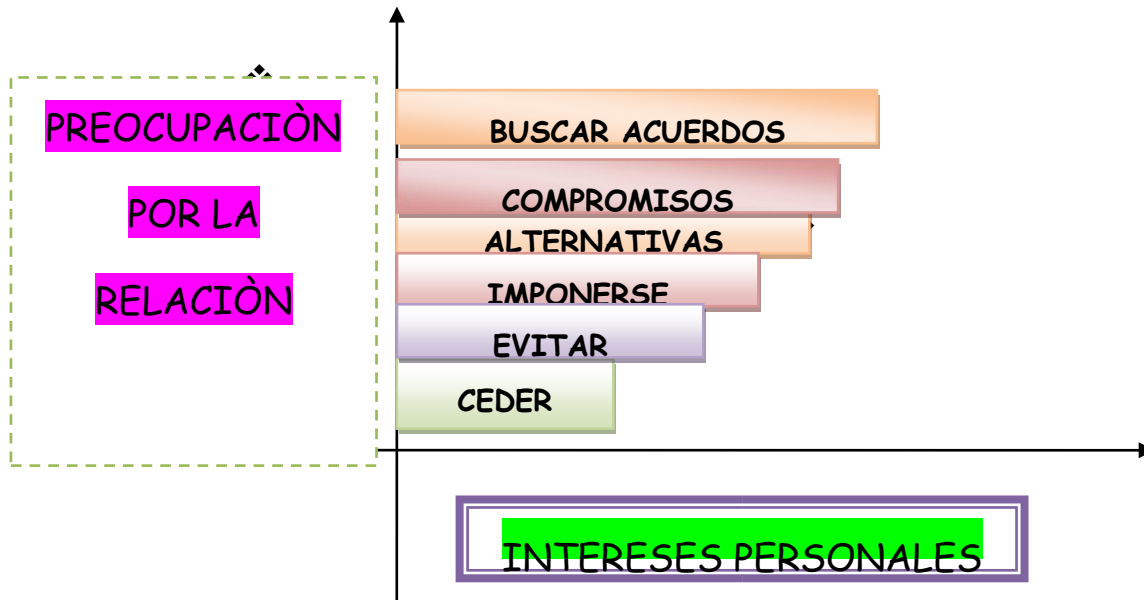 PREOCUPACIÒN
POR LA
RELACIÒN
BUSCAR ACUERDOS
COMPROMISOS
ALTERNATIVAS
IMPONERSE
EVITAR
CEDER
INTERESES PERSONALES